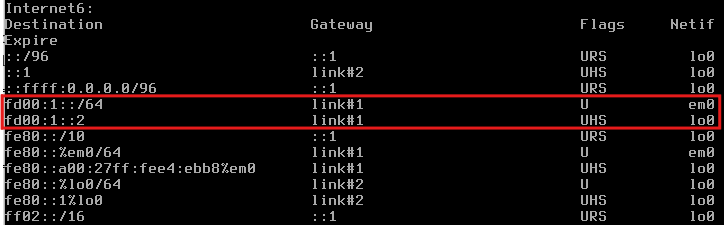 Internet6:
Destination Gateway Flags Netif
Expire
::/96 ::1 URS lo0
::1 link#2 UHS lo0
::ffff:0.0.0.0/96 ::1 URS lo0
fd00:1::/64 link#1 U em0
fd00:1::2 link#1 UHS lo0
fe80::/10 ::1 URS lo0
fe80::%em0/64 link#1 U em0
fe80::a00:27ff:fee4:ebb8%em0 link#1 UHS lo0
fe80::%lo0/64 link#2 U lo0
fe80::1%lo0 link#2 UHS lo0
ff02::/16 ::1 URS lo0